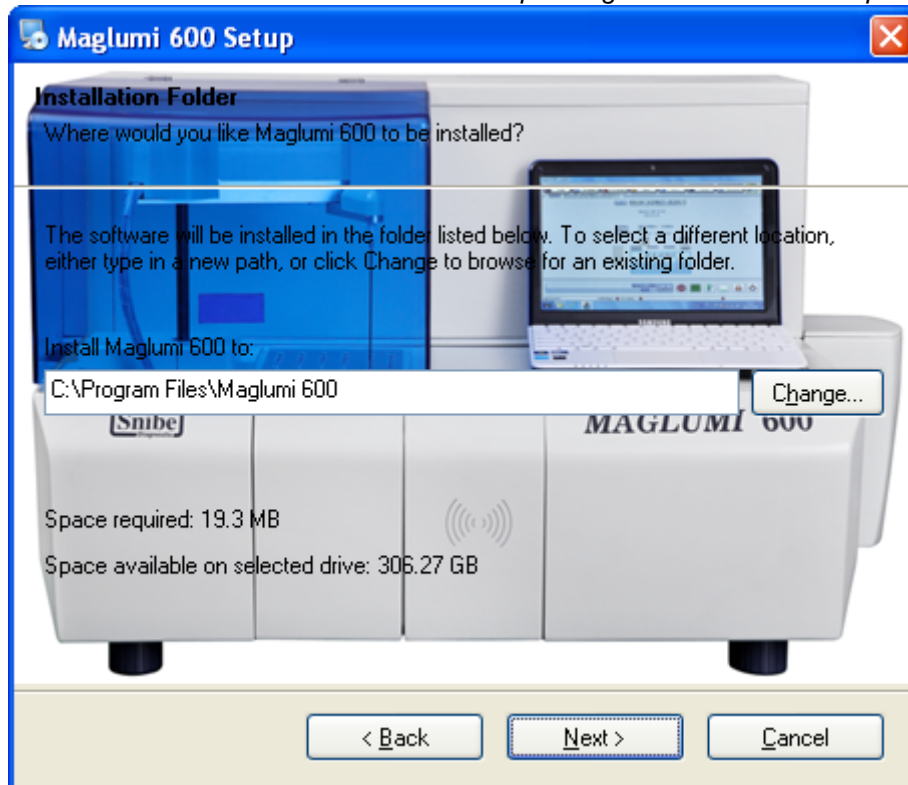 Maglumi 600 Setup
Installation Folder
Where would you like Maglumi 600 to be installed?
The software will be installed in the folder listed below. To select a different location,
either type in a new path, or click Change to browse for an existing folder.
Install Maglumi 600 to:
C:\Program Files\Maglumi 600
Change...
Snibe
MAGLUMI 600
Space required: 19.3 MB
Space available on selected drive: 306.27 GB
< Back
Next >
Cancel